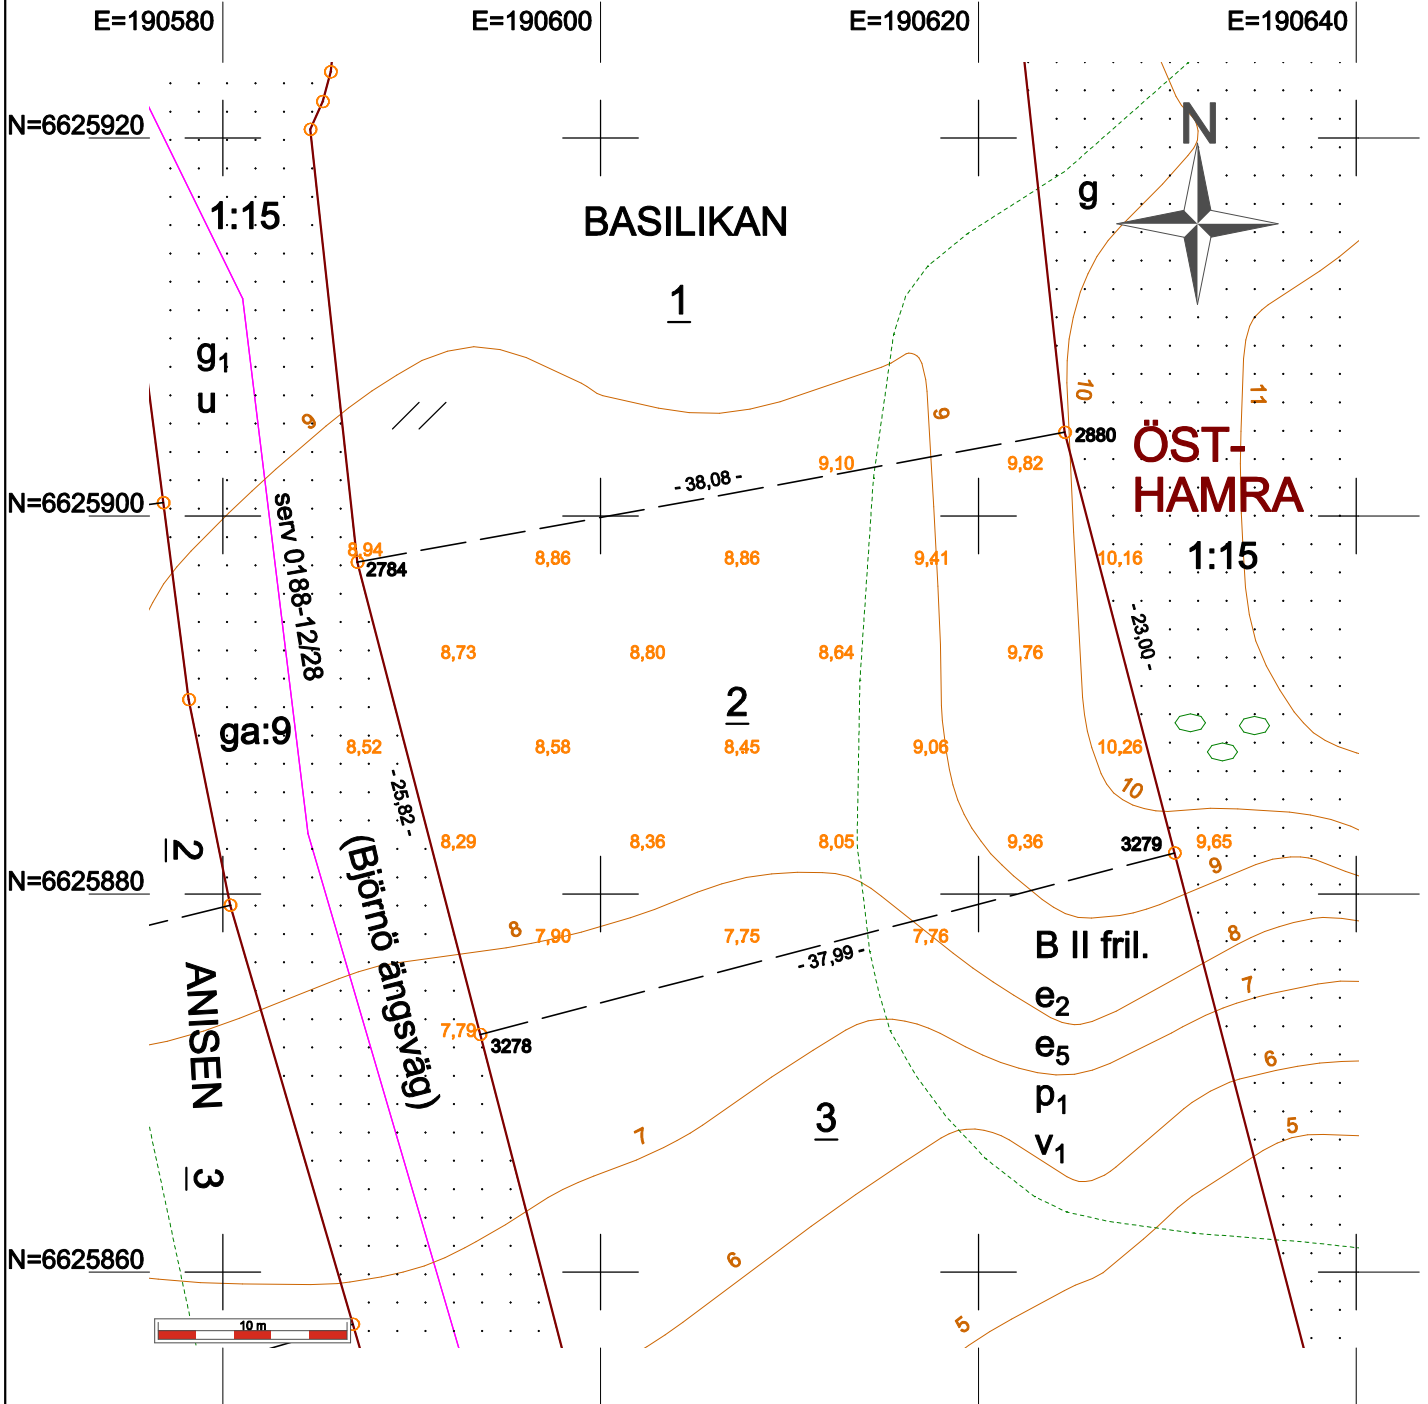 E=190580
E=190600
E=190620
E=190640
N=6625920
N
1:15
BASILIKAN
g
1
g1
u
9
9
10
11
2880
ÖST-
HAMRA
1:15
9,10
9,82
- 38,08 -
N=6625900
serv 0188-12/28
8,94
2784
8,86
8,86
9,41
10,16
- 23,00 -
8,73
8,80
8,64
9,76
2
ga:9
8,52
8,58
8,45
9,06
10,26
- 25,82 -
10
2
8,29
8,36
8,05
9,36
3279
9,65
9
N=6625880
(Björnö ängsväg)
8
7,90
7,75
7,76
8
B II fril.
- 37,99 -
ANISEN
7
e2
7,79
3278
e5
6
p1
3
5
7
v1
3
N=6625860
6
5
10 m